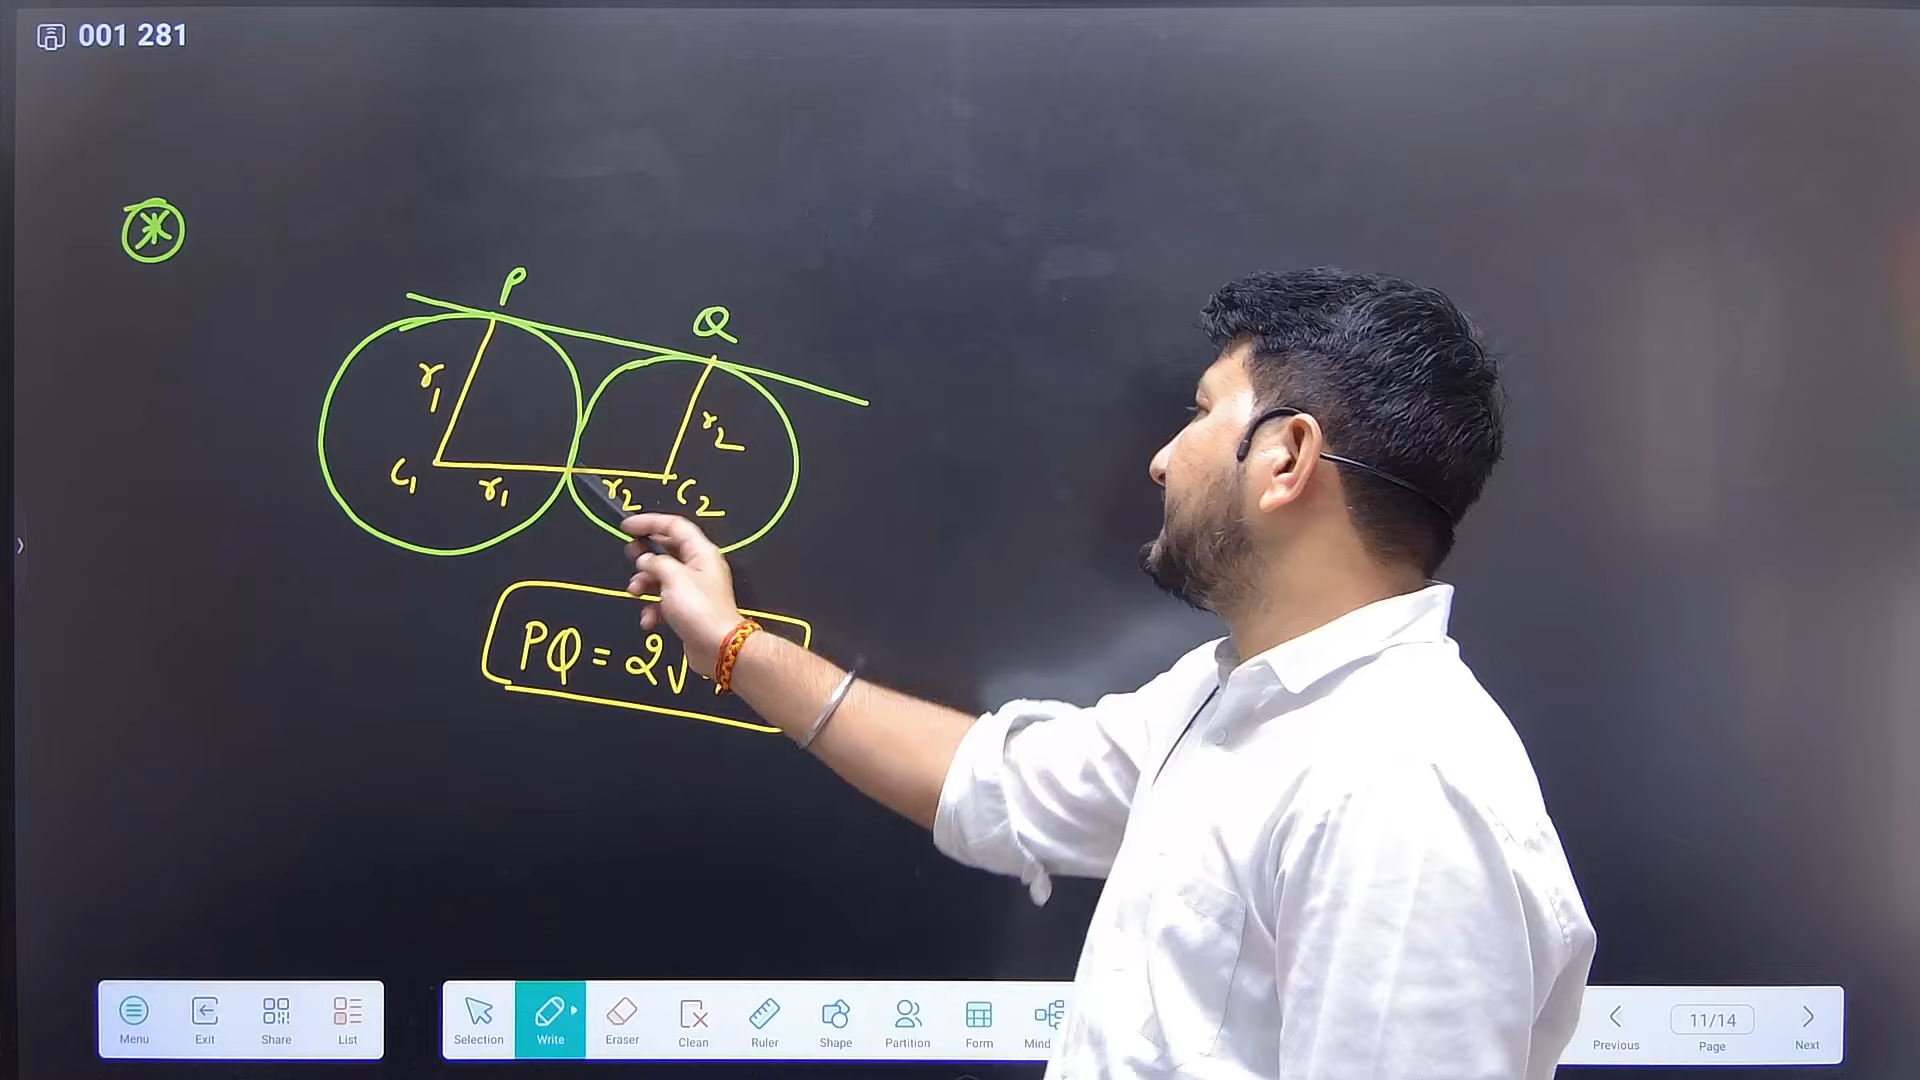 001 281
P
Q
r₁
r₂
C₁
r₁
r₂
C₂
PQ = 2√
Menu
Exit
Share
List
Selection
Write
Eraser
Clean
Ruler
Shape
Partition
Form
Mind
Previous
11/14
Page
Next